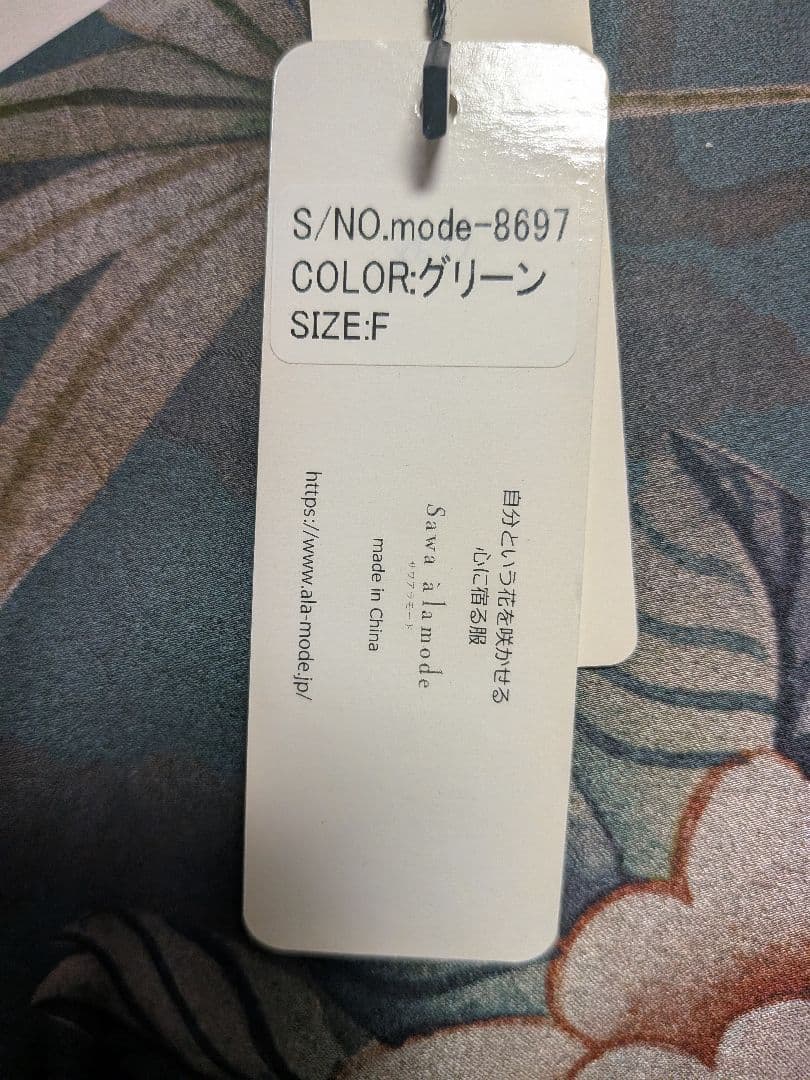 S/NO.mode-8697
COLOR:グリーン
SIZE:F
自分という花を咲かせる
心に宿る服
Sawa à la mode
サワアラモード
made in China
https://www.ala-mode.jp/